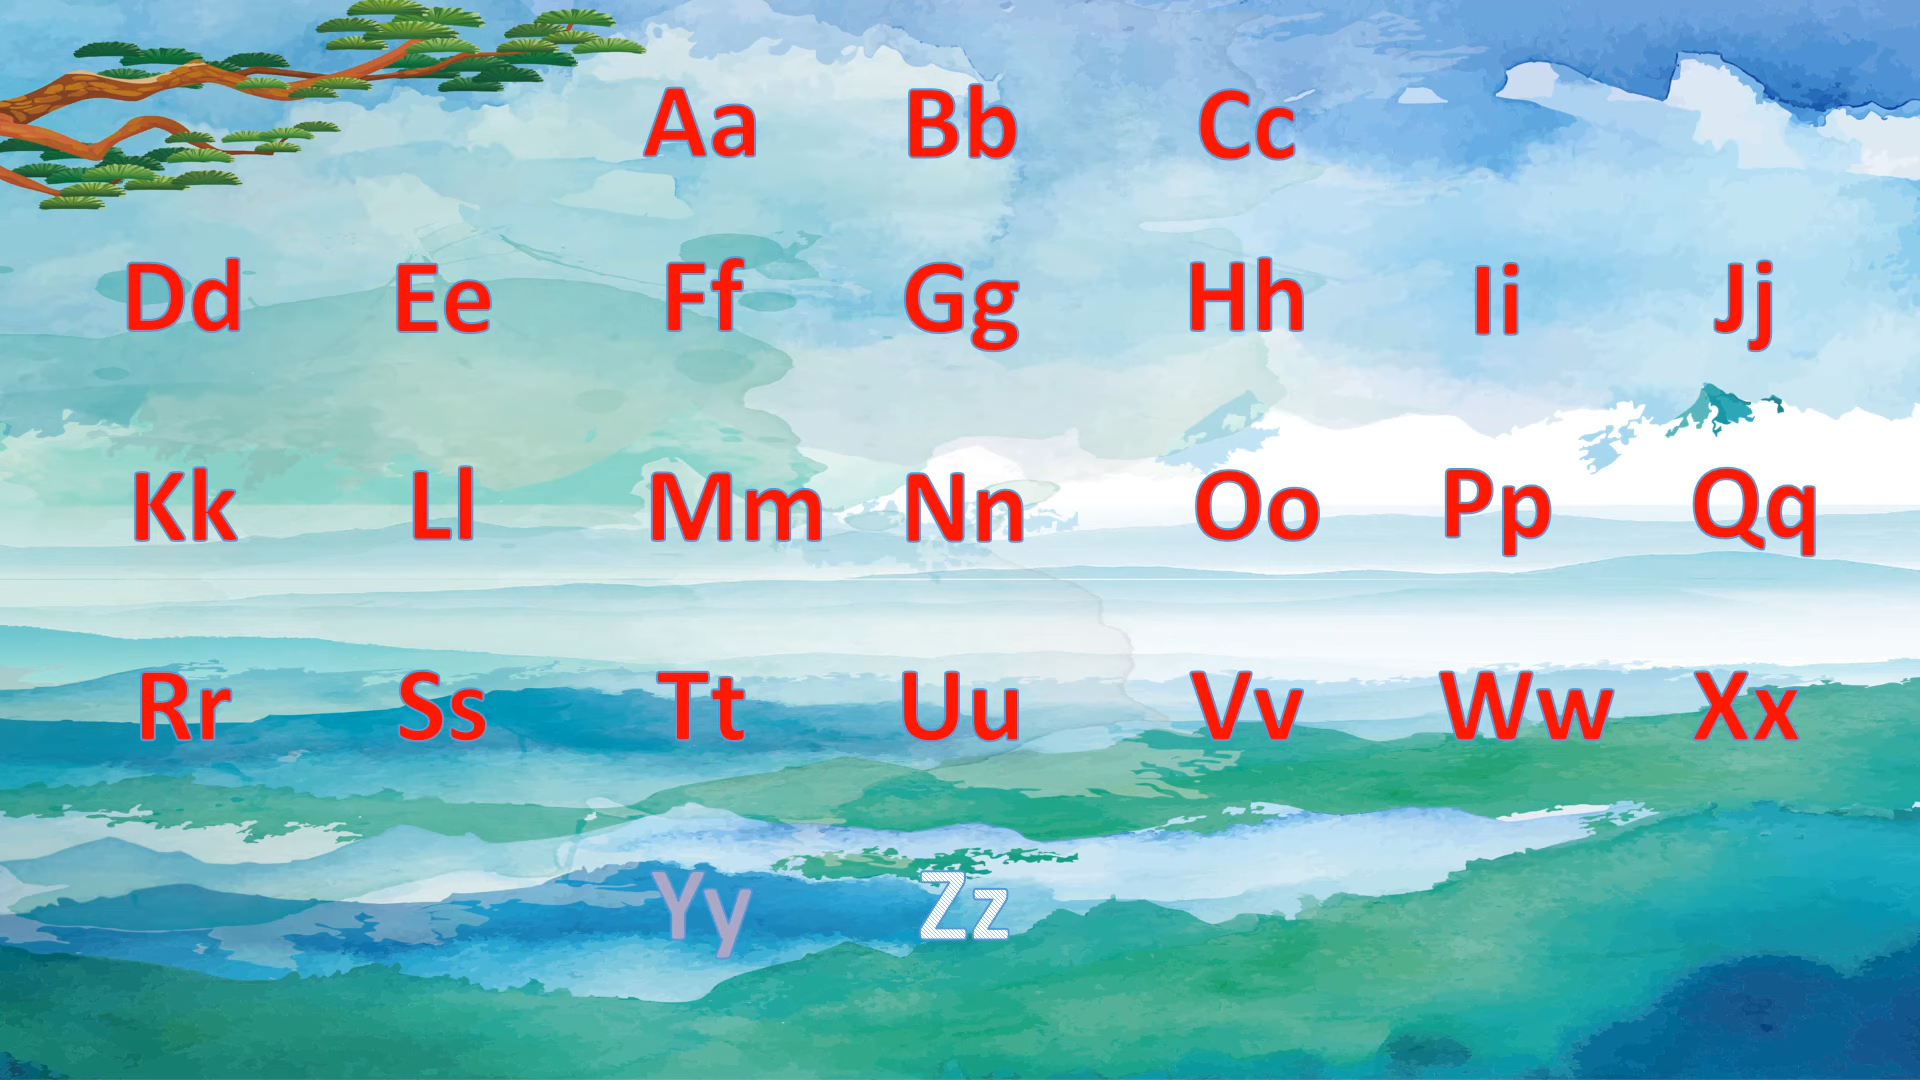 Aa Bb Cc
Dd Ee Ff Gg Hh Ii Jj
Kk Ll Mm Nn Oo Pp Qq
Rr Ss Tt Uu Vv Ww Xx
Yy Zz